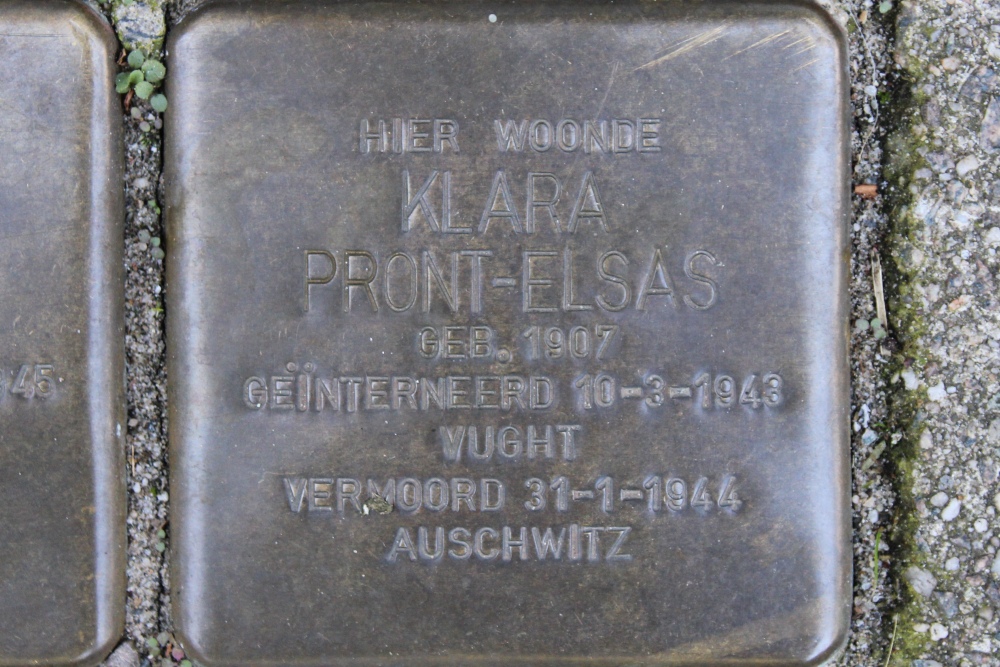 HIER WOONDE
KLARA
PRONT-ELSAS
GEB. 1907
GEÏNTERNEERD 10-3-1943
VUGHT
VERMOORD 31-1-1944
AUSCHWITZ